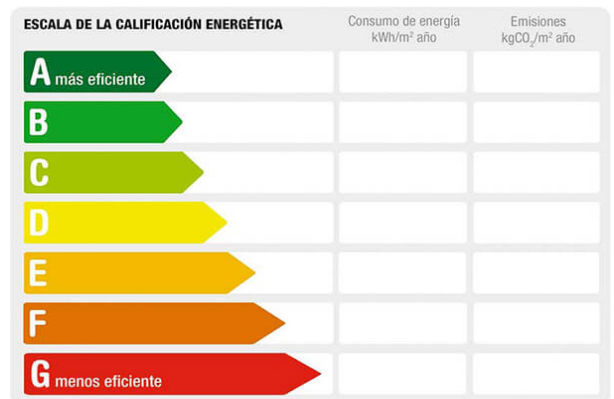 ESCALA DE LA CALIFICACIÓN ENERGÉTICA
Consumo de energía
kWh/m² año
Emisiones
kgCO₂/m² año
A más eficiente
B
C
D
E
F
G menos eficiente